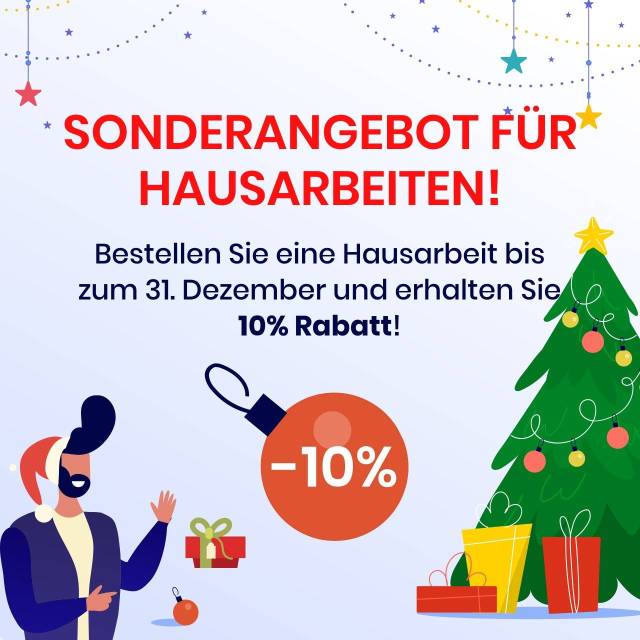 SONDERANGEBOT FÜR
HAUSARBEITEN!
Bestellen Sie eine Hausarbeit bis
zum 31. Dezember und erhalten Sie
10% Rabatt!
-10%